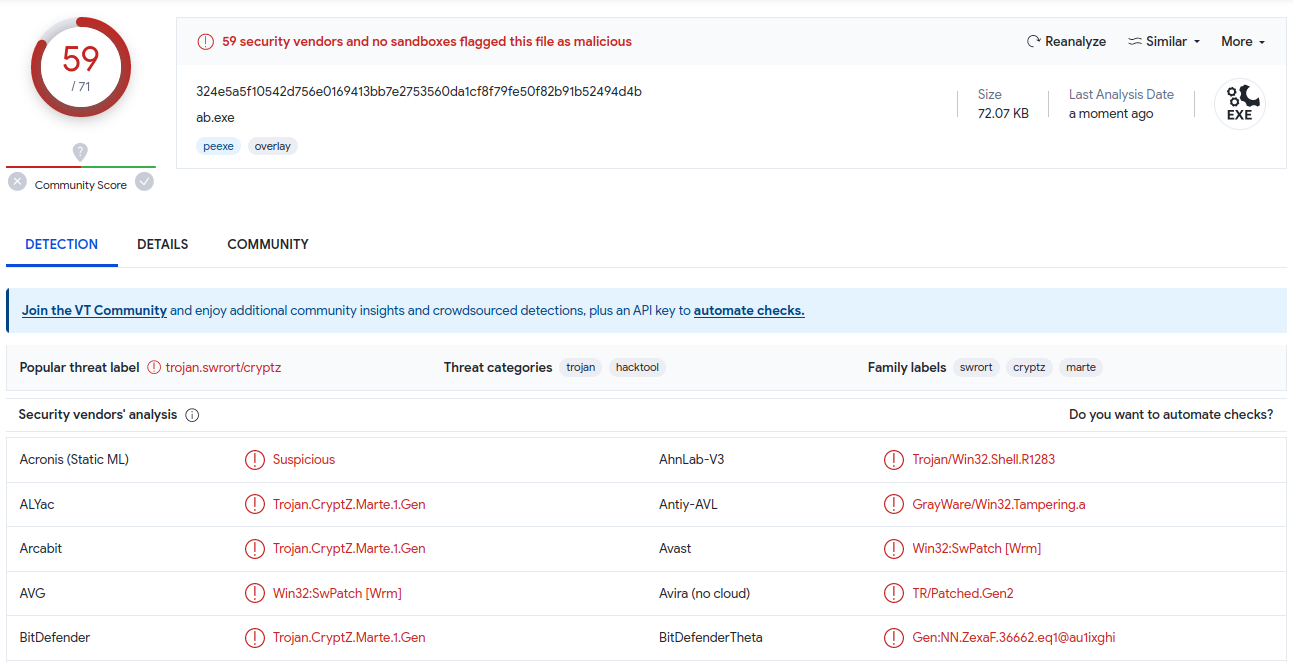 59
/ 71
Community Score
59 security vendors and no sandboxes flagged this file as malicious
Reanalyze
Similar
More
324e5a5f10542d756e0169413bb7e2753560da1cf8f79fe50f82b91b52494d4b
ab.exe
peexe
overlay
Size
72.07 KB
Last Analysis Date
a moment ago
EXE
DETECTION
DETAILS
COMMUNITY
Join the VT Community and enjoy additional community insights and crowdsourced detections, plus an API key to automate checks.
Popular threat label
trojan.swrort/cryptz
Threat categories
trojan
hacktool
Family labels
swrort
cryptz
marte
Security vendors' analysis
Do you want to automate checks?
Acronis (Static ML)
Suspicious
AhnLab-V3
Trojan/Win32.Shell.R1283
ALYac
Trojan.CryptZ.Marte.1.Gen
Antiy-AVL
GrayWare/Win32.Tampering.a
Arcabit
Trojan.CryptZ.Marte.1.Gen
Avast
Win32:SwPatch [Wrm]
AVG
Win32:SwPatch [Wrm]
Avira (no cloud)
TR/Patched.Gen2
BitDefender
Trojan.CryptZ.Marte.1.Gen
BitDefenderTheta
Gen:NN.ZexaF.36662.eq1@au1ixghi